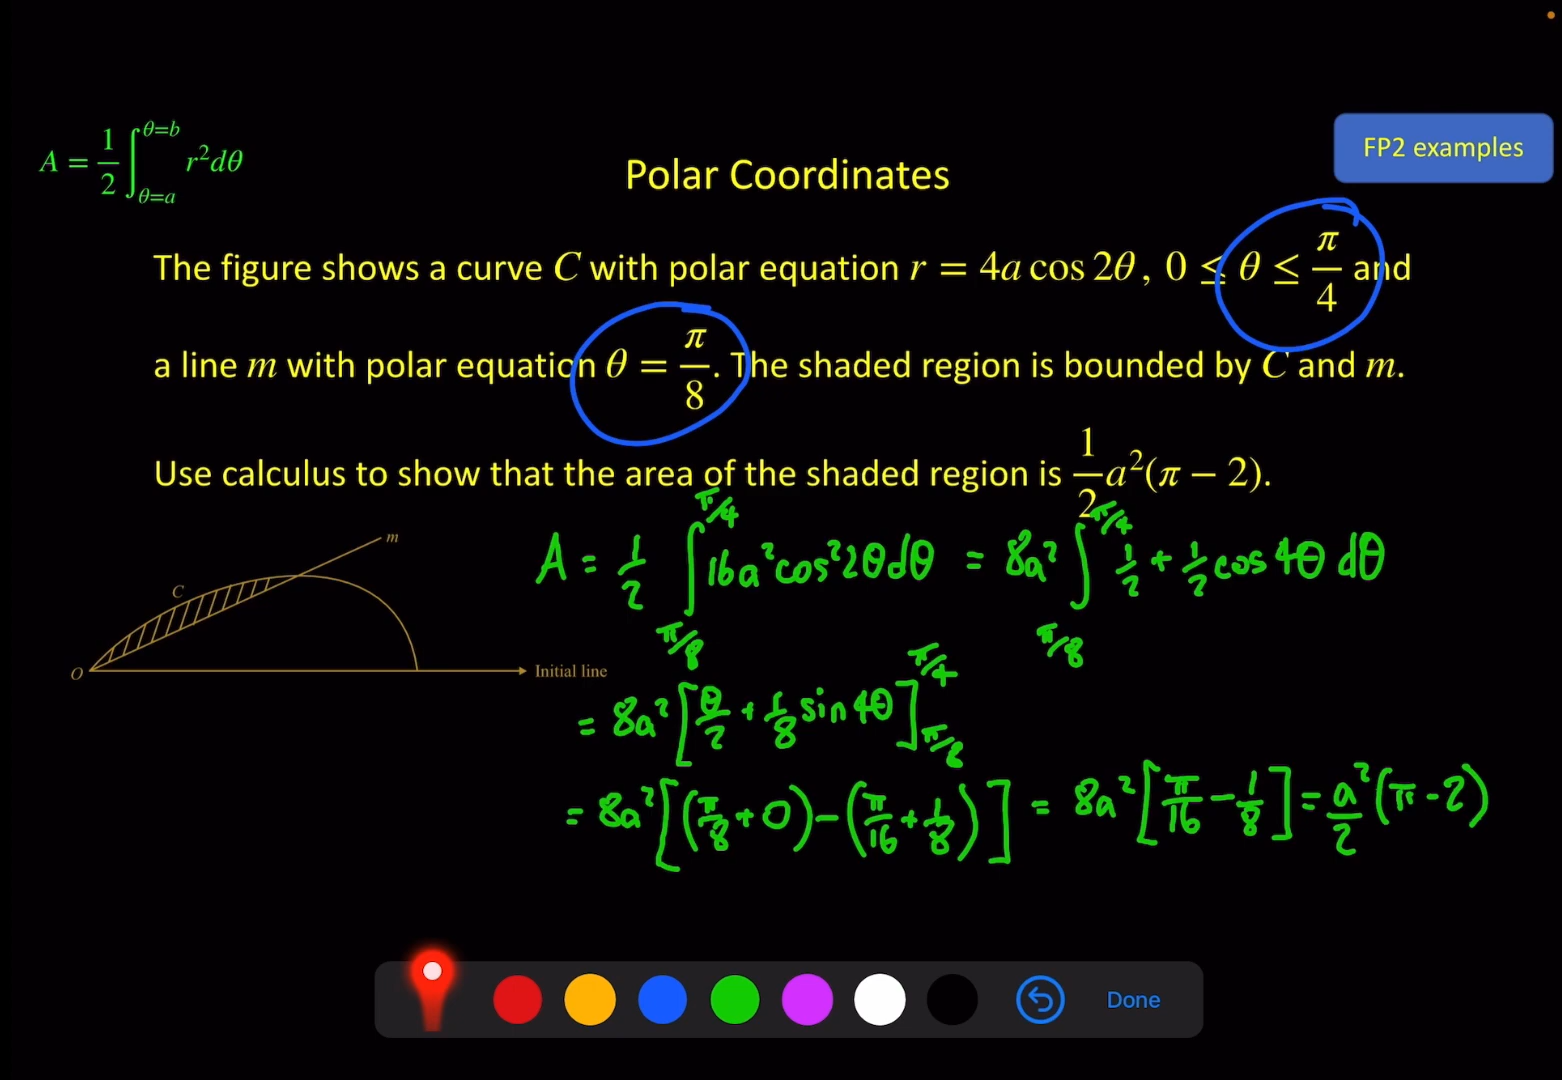 A = 1/2 ∫_{θ=a}^{θ=b} r²dθ
FP2 examples
Polar Coordinates
The figure shows a curve C with polar equation r = 4a cos 2θ, 0 ≤ θ ≤ π/4 and
a line m with polar equation θ = π/8. The shaded region is bounded by C and m.
Use calculus to show that the area of the shaded region is 1/2 a²(π − 2).
m
C
O
Initial line
A = 1/2 ∫_{π/8}^{π/4} 16a²cos²2θdθ = 8a² ∫_{π/8}^{π/4} 1/2 + 1/2 cos 4θ dθ
= 8a² [θ/2 + 1/8 sin 4θ]_{π/8}^{π/4}
= 8a² [(π/8 + 0) − (π/16 + 1/8)] = 8a² [π/16 − 1/8] = a²/2 (π − 2)
Done